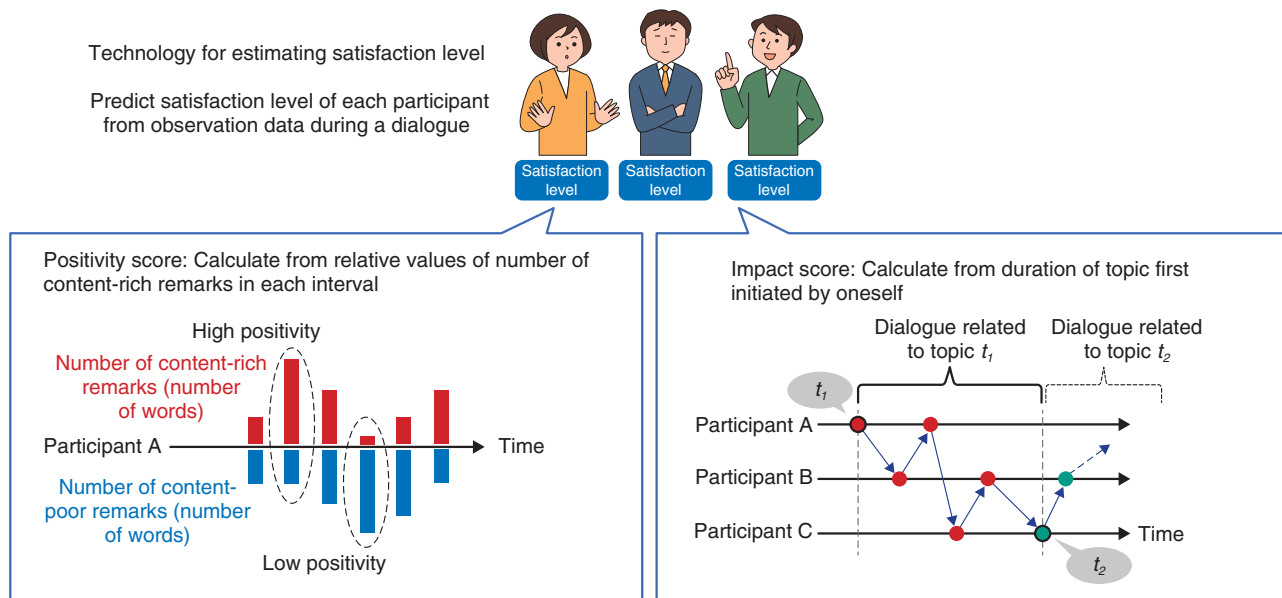 Technology for estimating satisfaction level
Predict satisfaction level of each participant
from observation data during a dialogue
Satisfaction
level
Satisfaction
level
Satisfaction
level
Positivity score: Calculate from relative values of number of
content-rich remarks in each interval
High positivity
Number of content-rich
remarks (number
of words)
Participant A
Time
Number of content-
poor remarks (number
of words)
Low positivity
Impact score: Calculate from duration of topic first
initiated by oneself
Dialogue related
to topic t₁
Dialogue related
to topic t₂
t₁
Participant A
Participant B
Participant C
Time
t₂